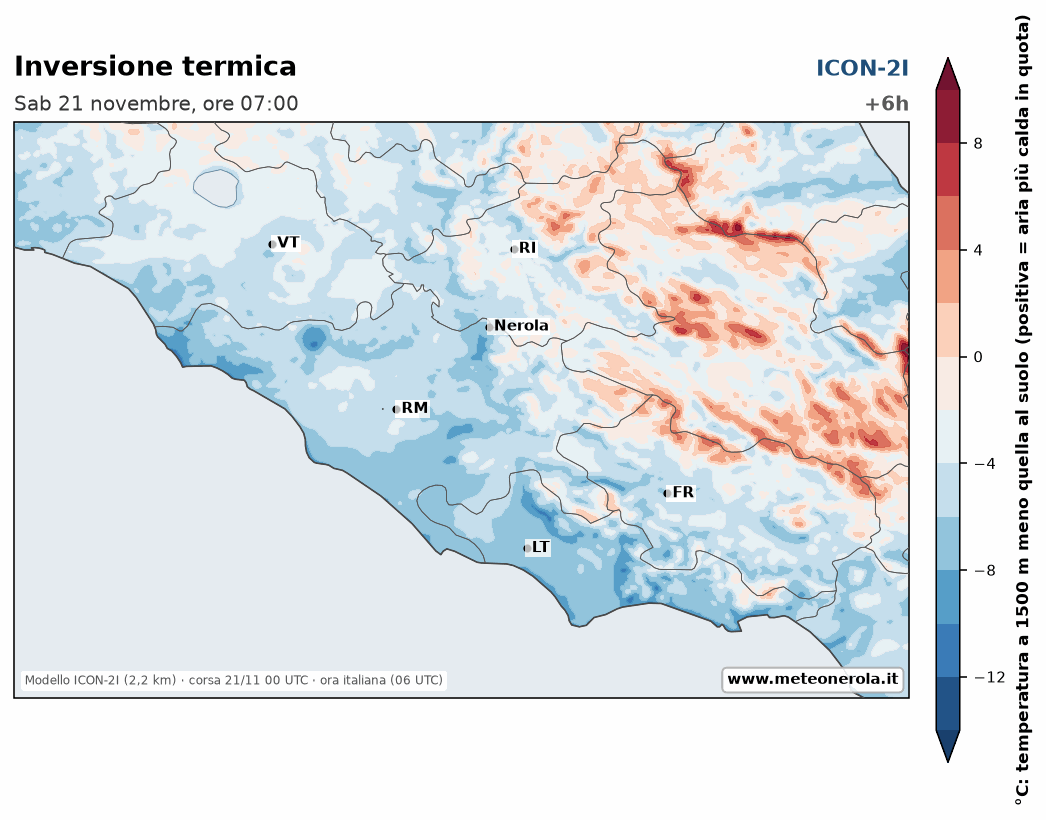 Inversione termica
ICON-2I
Sab 21 novembre, ore 07:00
+6h
VT
RI
Nerola
RM
FR
LT
Modello ICON-2I (2,2 km) · corsa 21/11 00 UTC · ora italiana (06 UTC)
www.meteonerola.it
8
4
0
−4
−8
−12
°C: temperatura a 1500 m meno quella al suolo (positiva = aria più calda in quota)